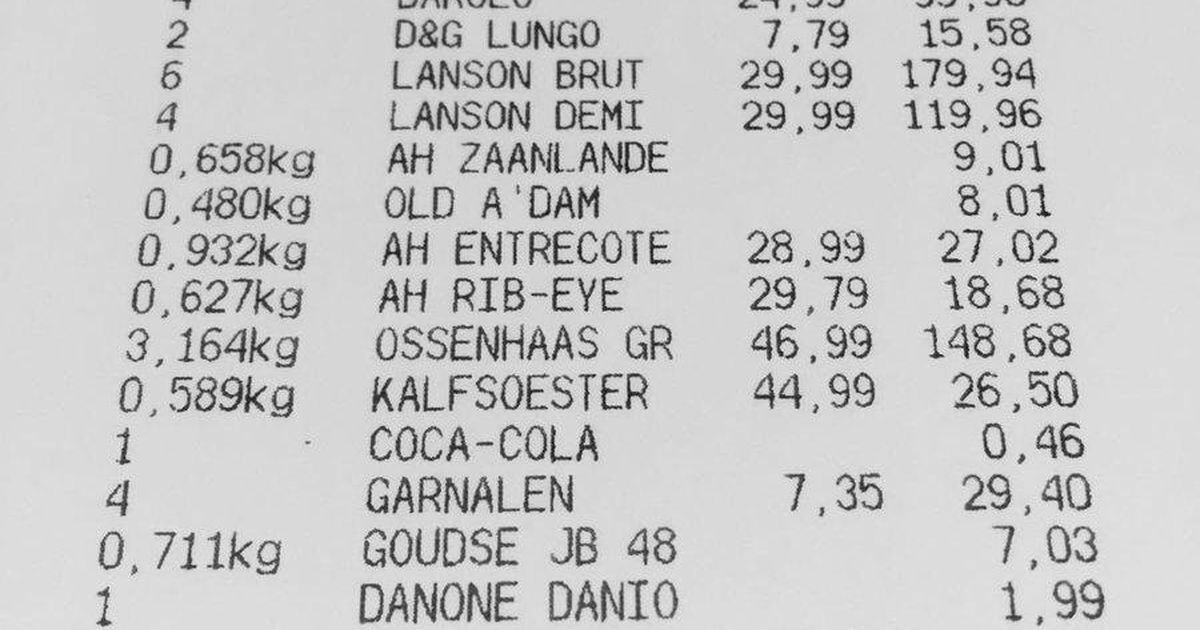 2 D&G LUNGO 7,79 15,58
6 LANSON BRUT 29,99 179,94
4 LANSON DEMI 29,99 119,96
0,658kg AH ZAANLANDE 9,01
0,480kg OLD A'DAM 8,01
0,932kg AH ENTRECOTE 28,99 27,02
0,627kg AH RIB-EYE 29,79 18,68
3,164kg OSSENHAAS GR 46,99 148,68
0,589kg KALFSOESTER 44,99 26,50
1 COCA-COLA 0,46
4 GARNALEN 7,35 29,40
0,711kg GOUDSE JB 48 7,03
1 DANONE DANIO 1,99